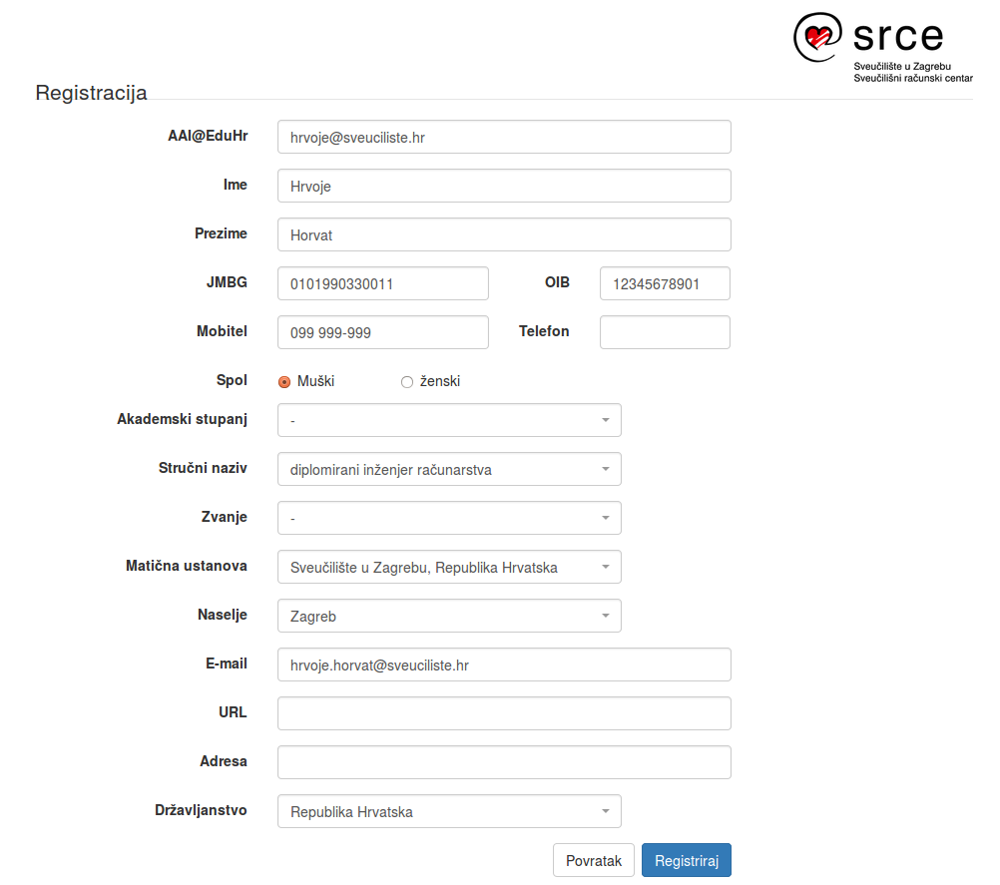 srce
Sveučilište u Zagrebu
Sveučilišni računski centar
Registracija
AAI@EduHr hrvoje@sveuciliste.hr
Ime Hrvoje
Prezime Horvat
JMBG 0101990330011 OIB 12345678901
Mobitel 099 999-999 Telefon
Spol Muški ženski
Akademski stupanj -
Stručni naziv diplomirani inženjer računarstva
Zvanje -
Matična ustanova Sveučilište u Zagrebu, Republika Hrvatska
Naselje Zagreb
E-mail hrvoje.horvat@sveuciliste.hr
URL
Adresa
Državljanstvo Republika Hrvatska
Povratak Registriraj